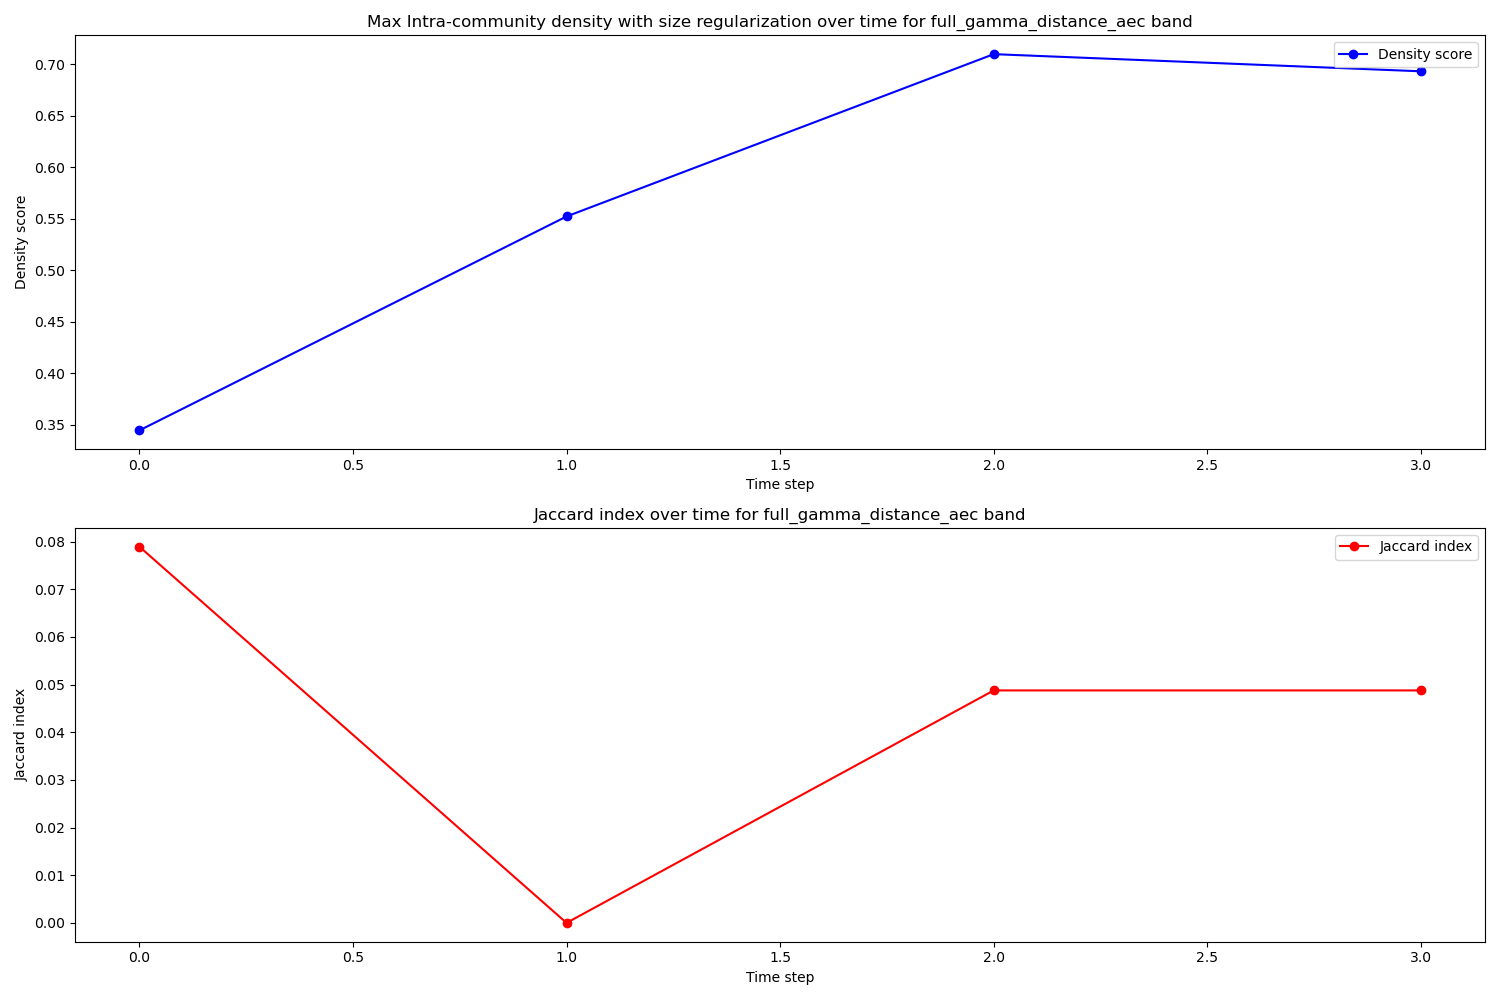 Max Intra-community density with size regularization over time for full_gamma_distance_aec band
Density score
0.70
0.65
0.60
0.55
0.50
0.45
0.40
0.35
Density score
0.0 0.5 1.0 1.5 2.0 2.5 3.0
Time step
Jaccard index over time for full_gamma_distance_aec band
Jaccard index
0.08
0.07
0.06
0.05
0.04
0.03
0.02
0.01
0.00
Jaccard index
0.0 0.5 1.0 1.5 2.0 2.5 3.0
Time step